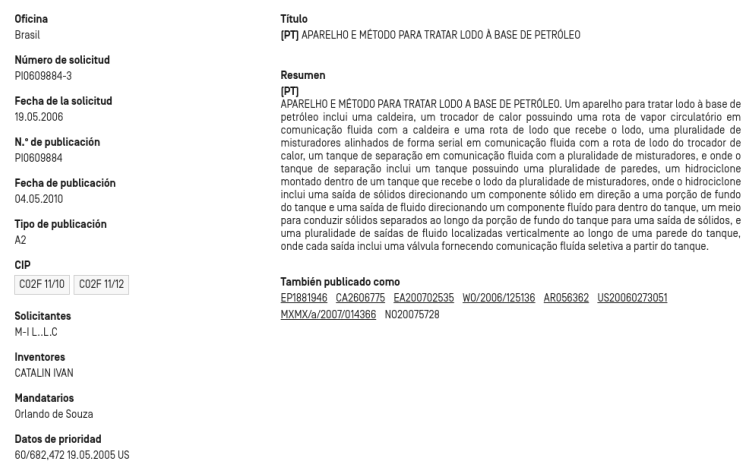 Oficina
Brasil
Número de solicitud
PI0609884-3
Fecha de la solicitud
19.05.2006
N.º de publicación
PI0609884
Fecha de publicación
04.05.2010
Tipo de publicación
A2
CIP
C02F 11/10 C02F 11/12
Solicitantes
M-I L..L.C
Inventores
CATALIN IVAN
Mandatarios
Orlando de Souza
Datos de prioridad
60/682,472 19.05.2005 US
Título
[PT] APARELHO E MÉTODO PARA TRATAR LODO À BASE DE PETRÓLEO
Resumen
[PT]
APARELHO E MÉTODO PARA TRATAR LODO A BASE DE PETRÓLEO. Um aparelho para tratar lodo à base de
petróleo inclui uma caldeira, um trocador de calor possuindo uma rota de vapor circulatório em
comunicação fluida com a caldeira e uma rota de lodo que recebe o lodo, uma pluralidade de
misturadores alinhados de forma serial em comunicação fluida com a rota de lodo do trocador de
calor, um tanque de separação em comunicação fluida com a pluralidade de misturadores, e onde o
tanque de separação inclui um tanque possuindo uma pluralidade de paredes, um hidrociclone
montado dentro de um tanque que recebe o lodo da pluralidade de misturadores, onde o hidrociclone
inclui uma saída de sólidos direcionando um componente sólido em direção a uma porção de fundo
do tanque e uma saída de fluido direcionando um componente fluído para dentro do tanque, um meio
para conduzir sólidos separados ao longo da porção de fundo do tanque para uma saída de sólidos, e
uma pluralidade de saídas de fluido localizadas verticalmente ao longo de uma parede do tanque,
onde cada saída inclui uma válvula fornecendo comunicação fluída seletiva a partir do tanque.
También publicado como
EP1881946 CA2606775 EA200702535 WO/2006/125136 AR056362 US20060273051
MXMX/a/2007/014366 NO20075728